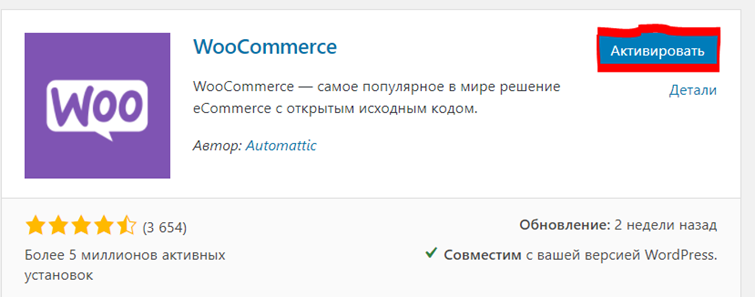 WOO
WooCommerce
Активировать
WooCommerce — самое популярное в мире решение
eCommerce с открытым исходным кодом.
Детали
Автор: Automattic
(3 654)
Более 5 миллионов активных
установок
Обновление: 2 недели назад
Совместим с вашей версией WordPress.